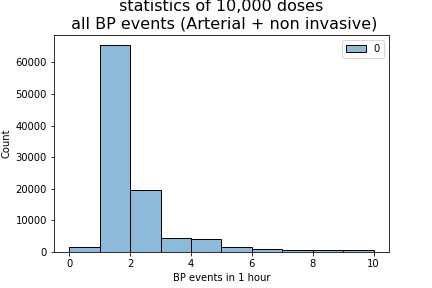 statistics of 10,000 doses
all BP events (Arterial + non invasive)
0
60000
50000
40000
30000
20000
10000
0
Count
0 2 4 6 8 10
BP events in 1 hour